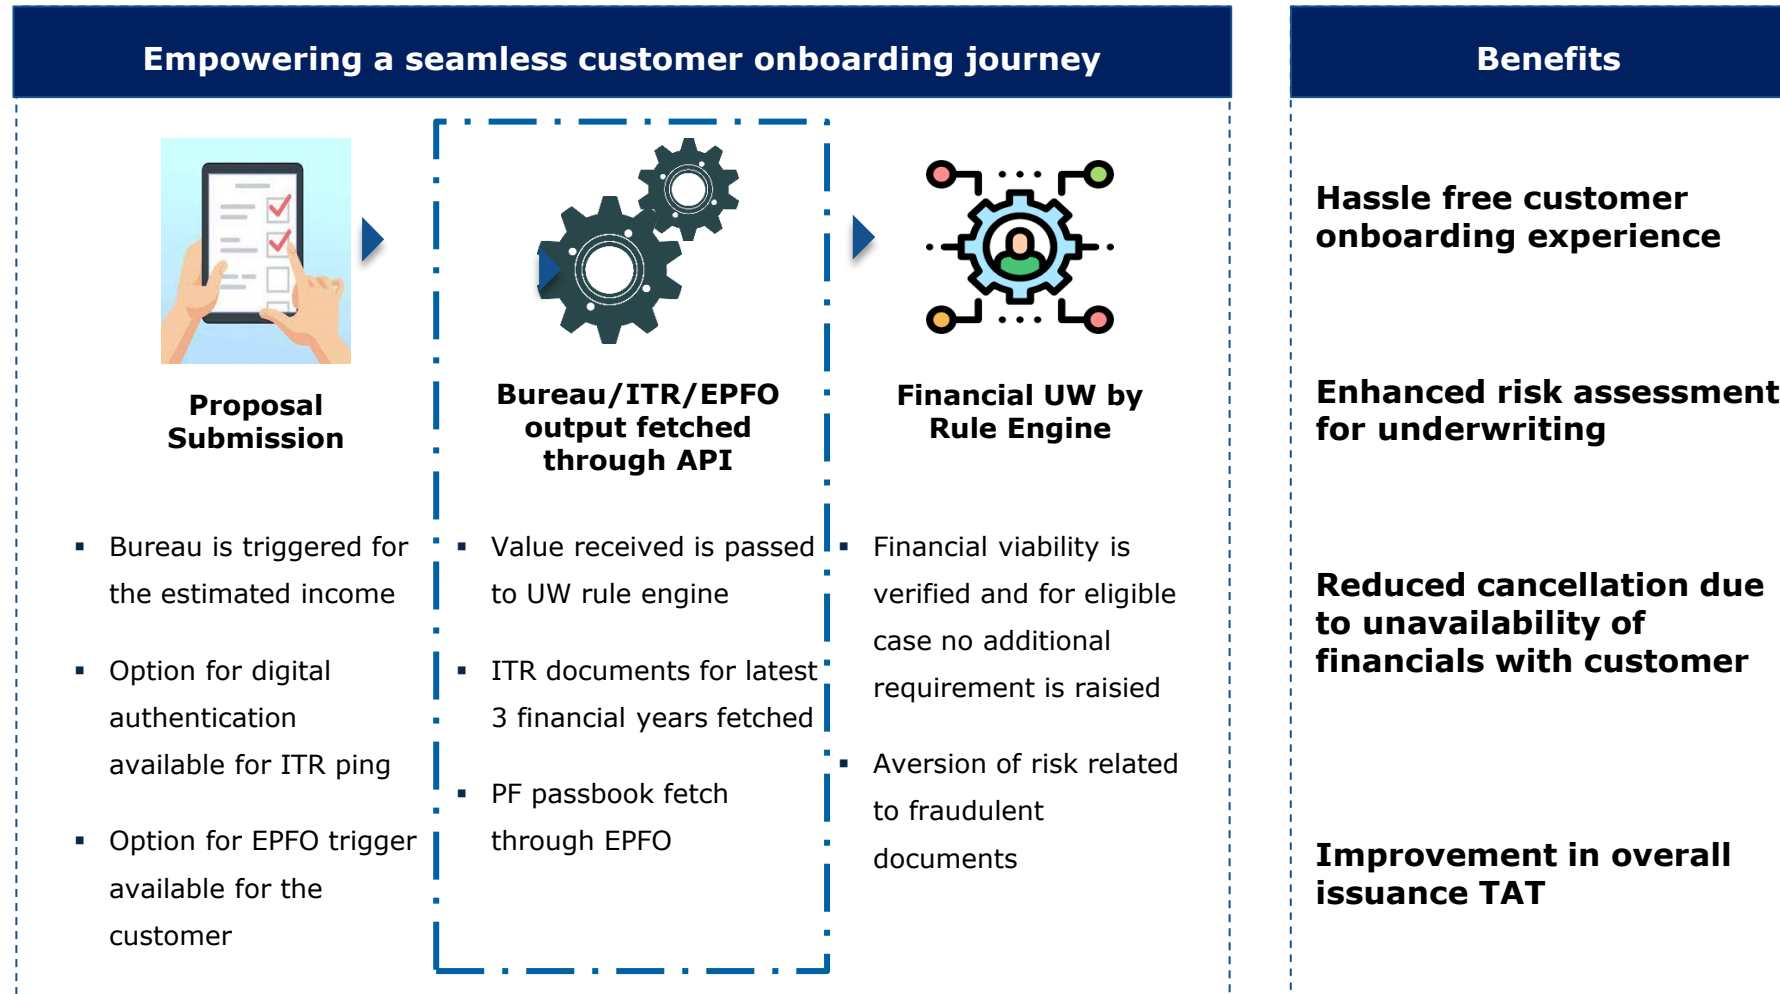 Empowering a seamless customer onboarding journey
Proposal
Submission
▪ Bureau is triggered for
the estimated income
▪ Option for digital
authentication
available for ITR ping
▪ Option for EPFO trigger
available for the
customer
Bureau/ITR/EPFO
output fetched
through API
▪ Value received is passed
to UW rule engine
▪ ITR documents for latest
3 financial years fetched
▪ PF passbook fetch
through EPFO
Financial UW by
Rule Engine
▪ Financial viability is
verified and for eligible
case no additional
requirement is raisied
▪ Aversion of risk related
to fraudulent
documents
Benefits
Hassle free customer
onboarding experience
Enhanced risk assessment
for underwriting
Reduced cancellation due
to unavailability of
financials with customer
Improvement in overall
issuance TAT